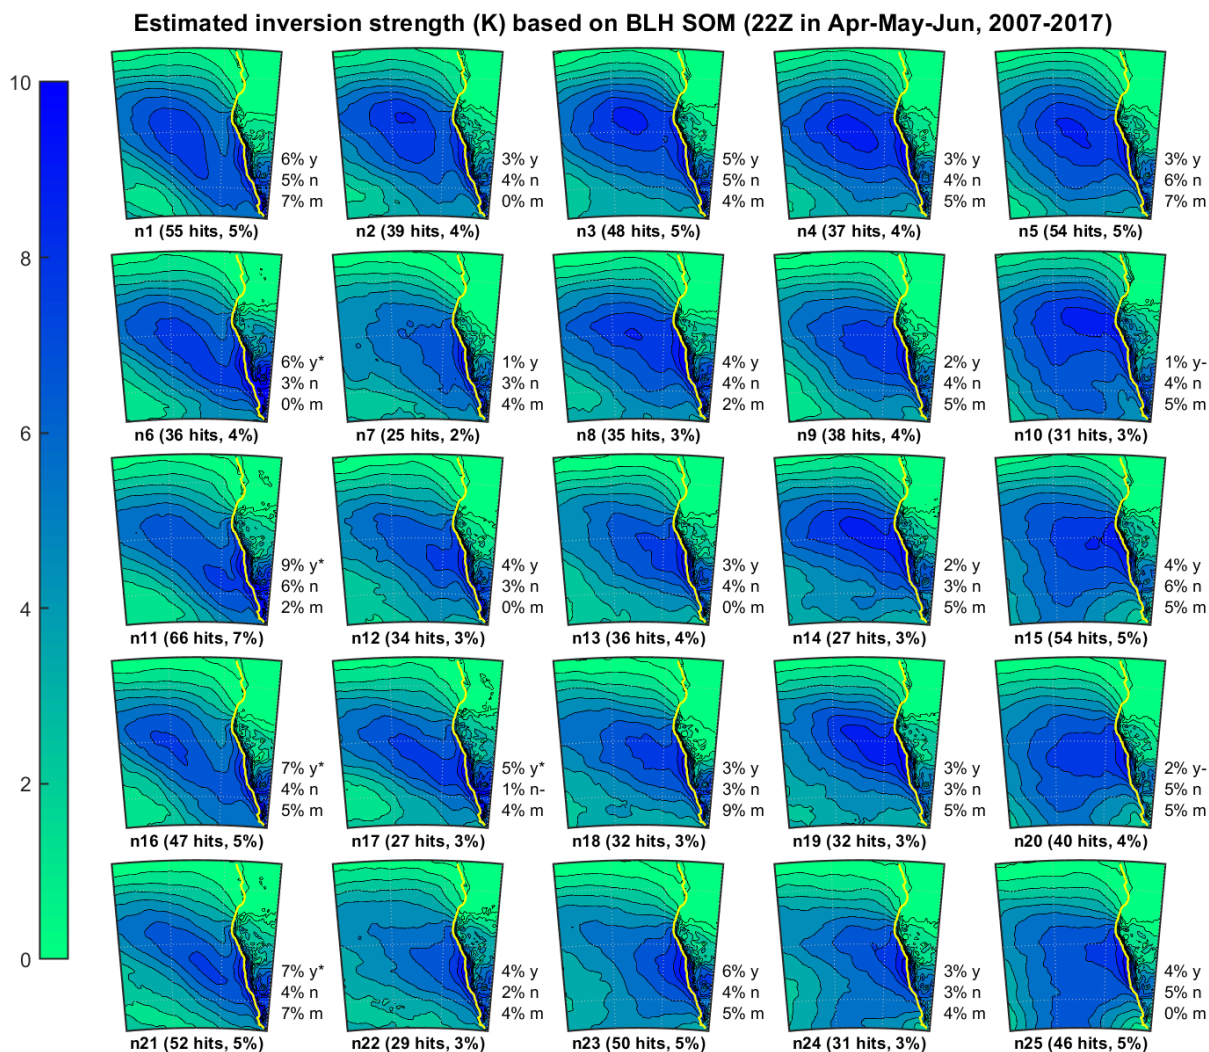 Estimated inversion strength (K) based on BLH SOM (22Z in Apr-May-Jun, 2007-2017)
10
8
6
4
2
0
6% y
5% n
7% m
n1 (55 hits, 5%)
3% y
4% n
0% m
n2 (39 hits, 4%)
5% y
5% n
4% m
n3 (48 hits, 5%)
3% y
4% n
5% m
n4 (37 hits, 4%)
3% y
6% n
7% m
n5 (54 hits, 5%)
6% y*
3% n
0% m
n6 (36 hits, 4%)
1% y
3% n
4% m
n7 (25 hits, 2%)
4% y
4% n
2% m
n8 (35 hits, 3%)
2% y
4% n
5% m
n9 (38 hits, 4%)
1% y-
4% n
5% m
n10 (31 hits, 3%)
9% y*
6% n
2% m
n11 (66 hits, 7%)
4% y
3% n
0% m
n12 (34 hits, 3%)
3% y
4% n
0% m
n13 (36 hits, 4%)
2% y
3% n
5% m
n14 (27 hits, 3%)
4% y
6% n
5% m
n15 (54 hits, 5%)
7% y*
4% n
5% m
n16 (47 hits, 5%)
5% y*
1% n-
4% m
n17 (27 hits, 3%)
3% y
3% n
9% m
n18 (32 hits, 3%)
3% y
3% n
5% m
n19 (32 hits, 3%)
2% y-
5% n
5% m
n20 (40 hits, 4%)
7% y*
4% n
7% m
n21 (52 hits, 5%)
4% y
2% n
4% m
n22 (29 hits, 3%)
6% y
4% n
5% m
n23 (50 hits, 5%)
3% y
3% n
4% m
n24 (31 hits, 3%)
4% y
5% n
0% m
n25 (46 hits, 5%)